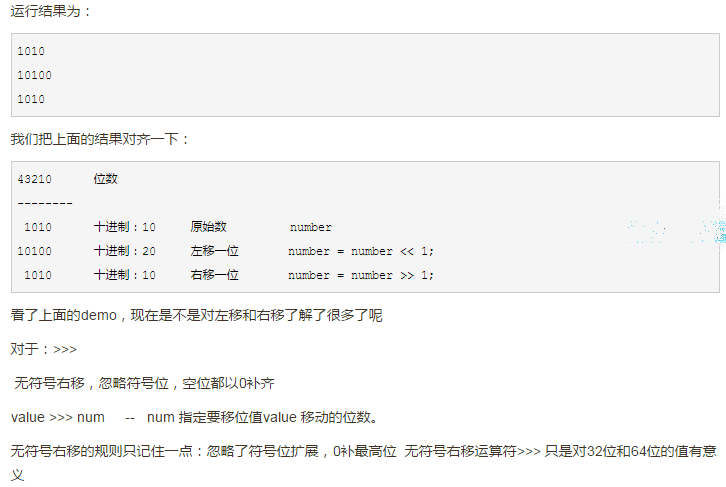 运行结果为：
1010
10100
1010
我们把上面的结果对齐一下：
43210 位数
--------
1010 十进制：10 原始数 number
10100 十进制：20 左移一位 number = number << 1;
1010 十进制：10 右移一位 number = number >> 1;
看了上面的demo，现在是不是对左移和右移了解了很多了呢
对于：>>>
无符号右移，忽略符号位，空位都以0补齐
value >>> num -- num 指定要移位值value 移动的位数。
无符号右移的规则只记住一点：忽略了符号位扩展，0补最高位 无符号右移运算符>>> 只是对32位和64位的值有意
义